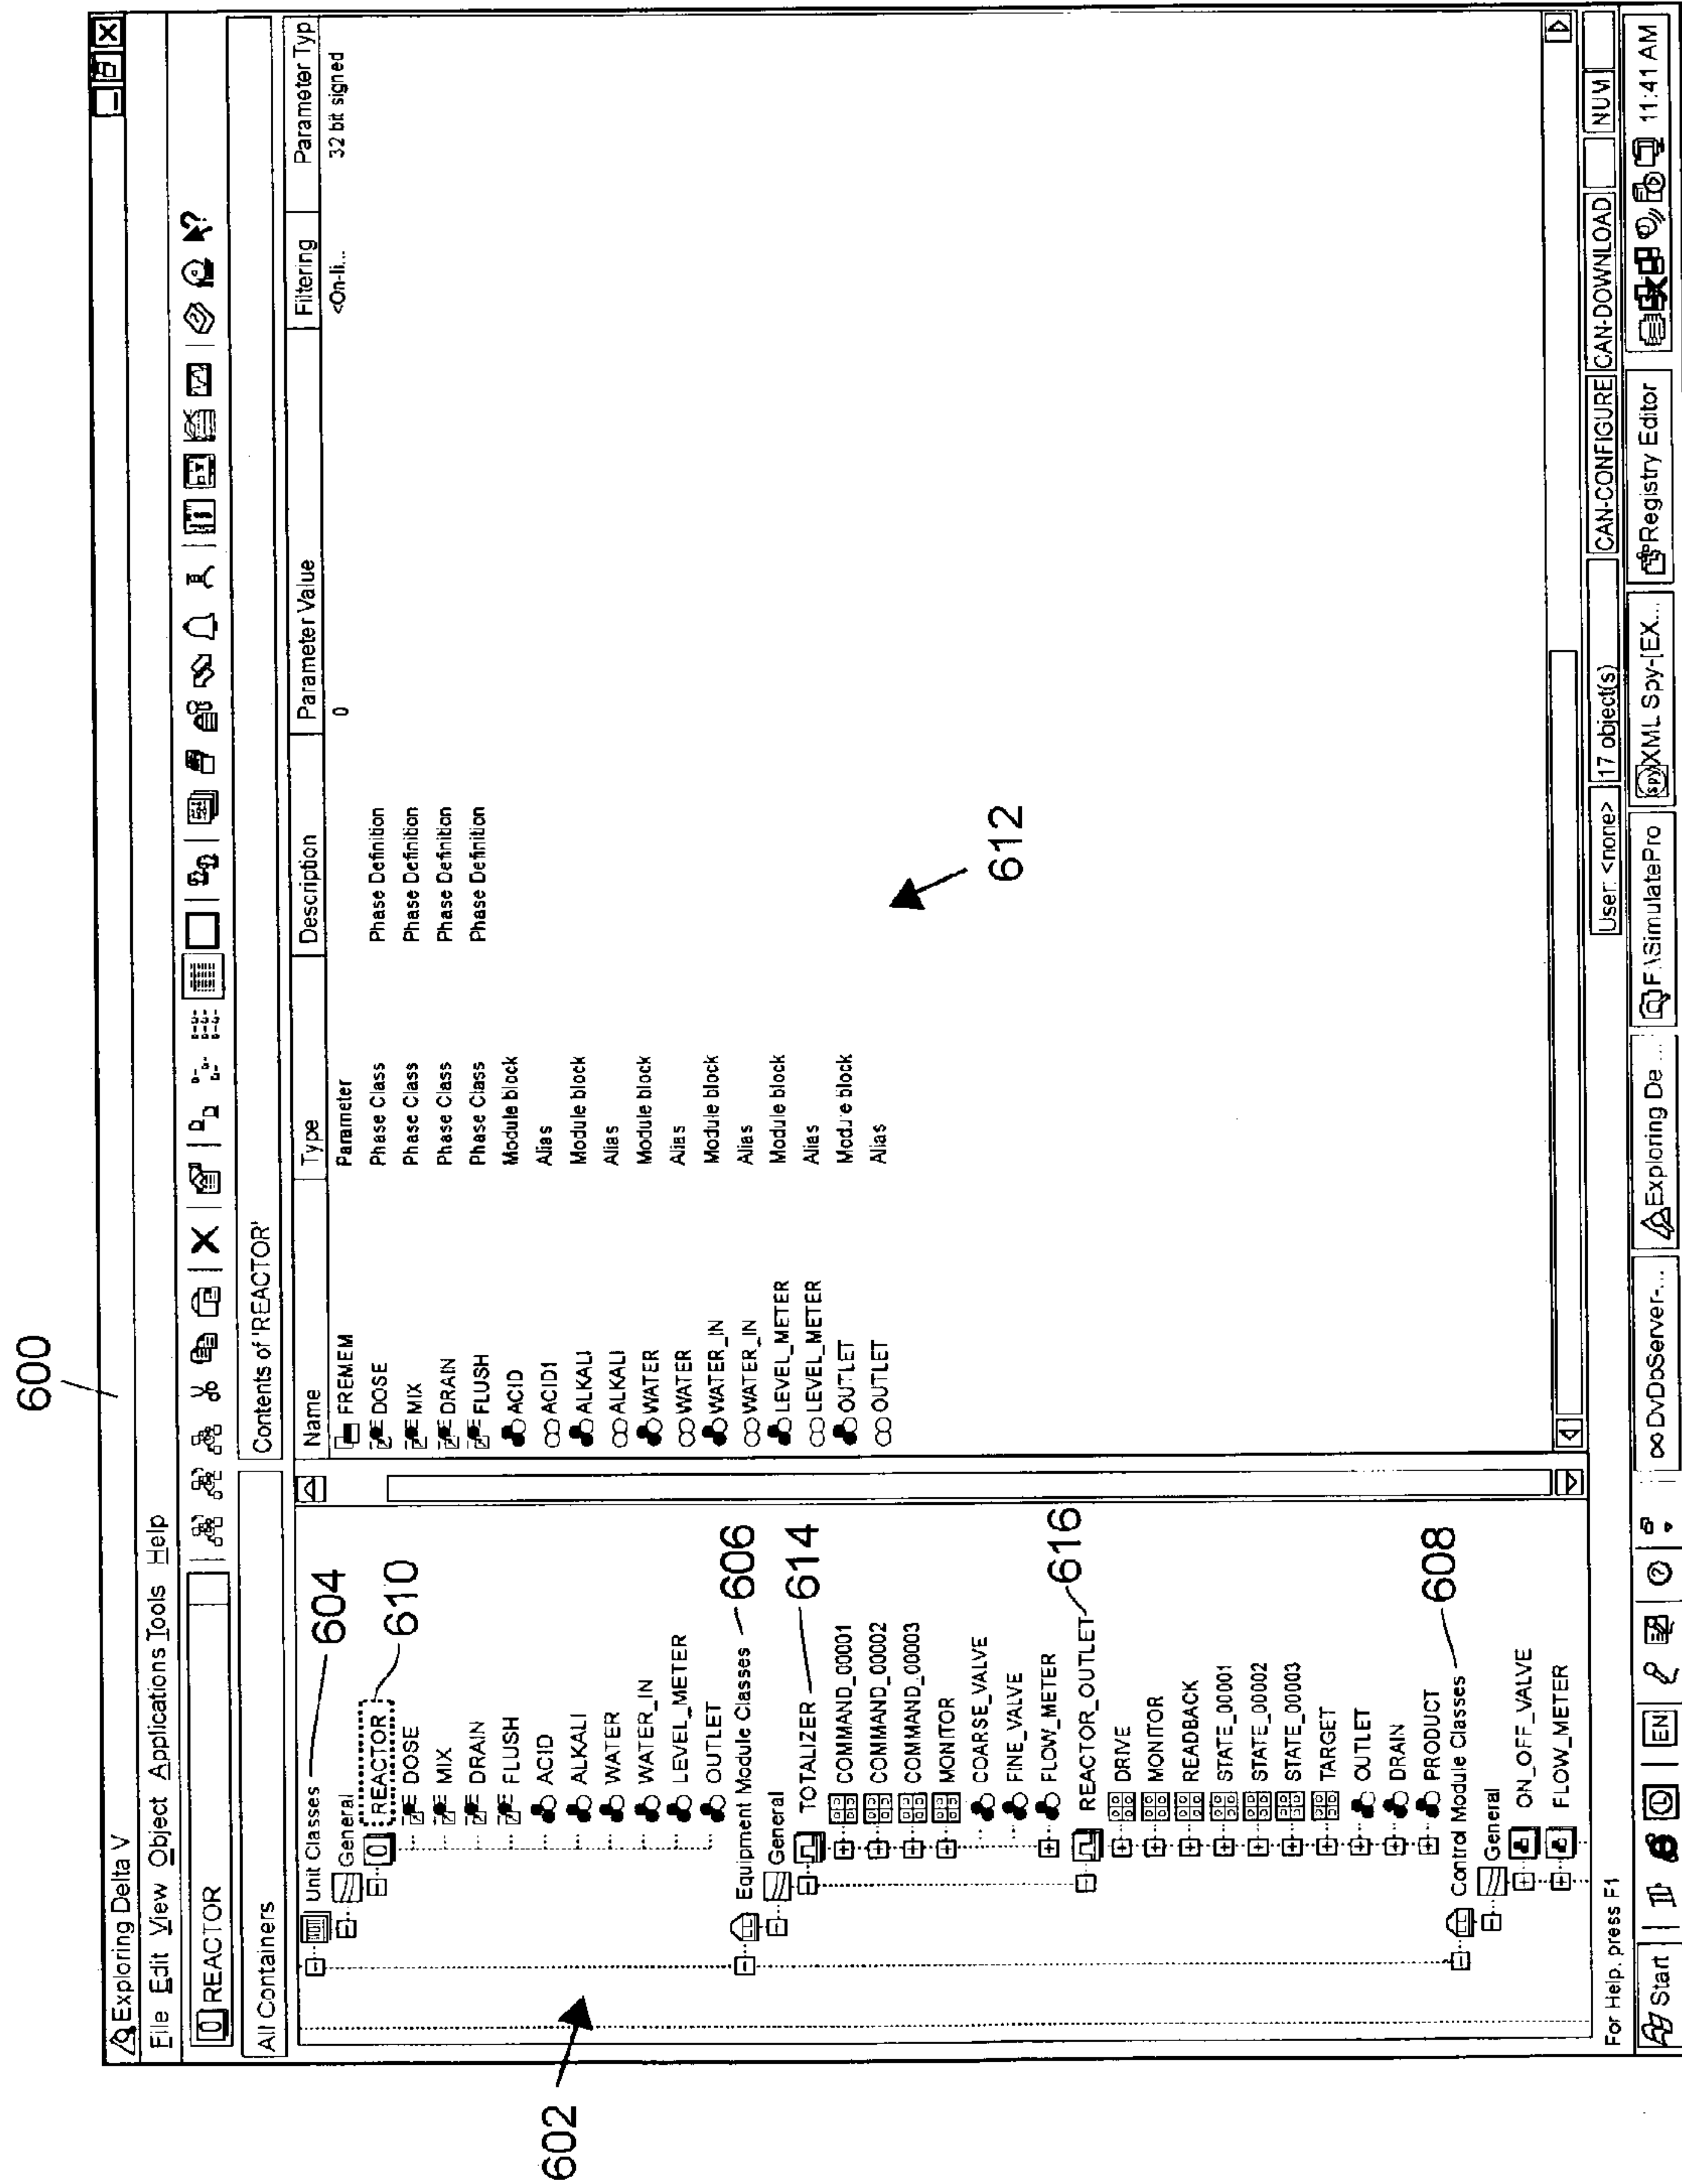 600
Exploring Delta V
File Edit View Object Applications Tools Help
REACTOR
All Containers
Contents of 'REACTOR'
Unit Classes
604
General
REACTOR
610
DOSE
MIX
DRAIN
FLUSH
ACID
ALKALI
WATER
WATER_IN
LEVEL_METER
OUTLET
602
Equipment Module Classes
606
General
TOTALIZER
614
COMMAND_00001
COMMAND_00002
COMMAND_00003
MONITOR
COARSE_VALVE
FINE_VALVE
FLOW_METER
REACTOR_OUTLET
616
DRIVE
MONITOR
READBACK
STATE_00001
STATE_00002
STATE_00003
TARGET
OUTLET
DRAIN
PRODUCT
Control Module Classes
608
General
ON_OFF_VALVE
FLOW_METER
Name Type Description Parameter Value Filtering Parameter Typ
FREMEM Parameter 0 <On-li... 32 bit signed
DOSE Phase Class Phase Definition
MIX Phase Class Phase Definition
DRAIN Phase Class Phase Definition
FLUSH Phase Class Phase Definition
ACID Module block
ACID1 Alias
ALKALI Module block
ALKALI Alias
WATER Module block
WATER Alias
WATER_IN Module block
WATER_IN Alias
LEVEL_METER Module block
LEVEL_METER Alias
OUTLET Module block
OUTLET Alias
612
For Help, press F1
User: <none> 17 object(s) CAN-CONFIGURE CAN-DOWNLOAD NUM
Start EN DvDbServer-... Exploring De... F:\SimulatePro spy XML Spy-[EX... Registry Editor 11:41 AM